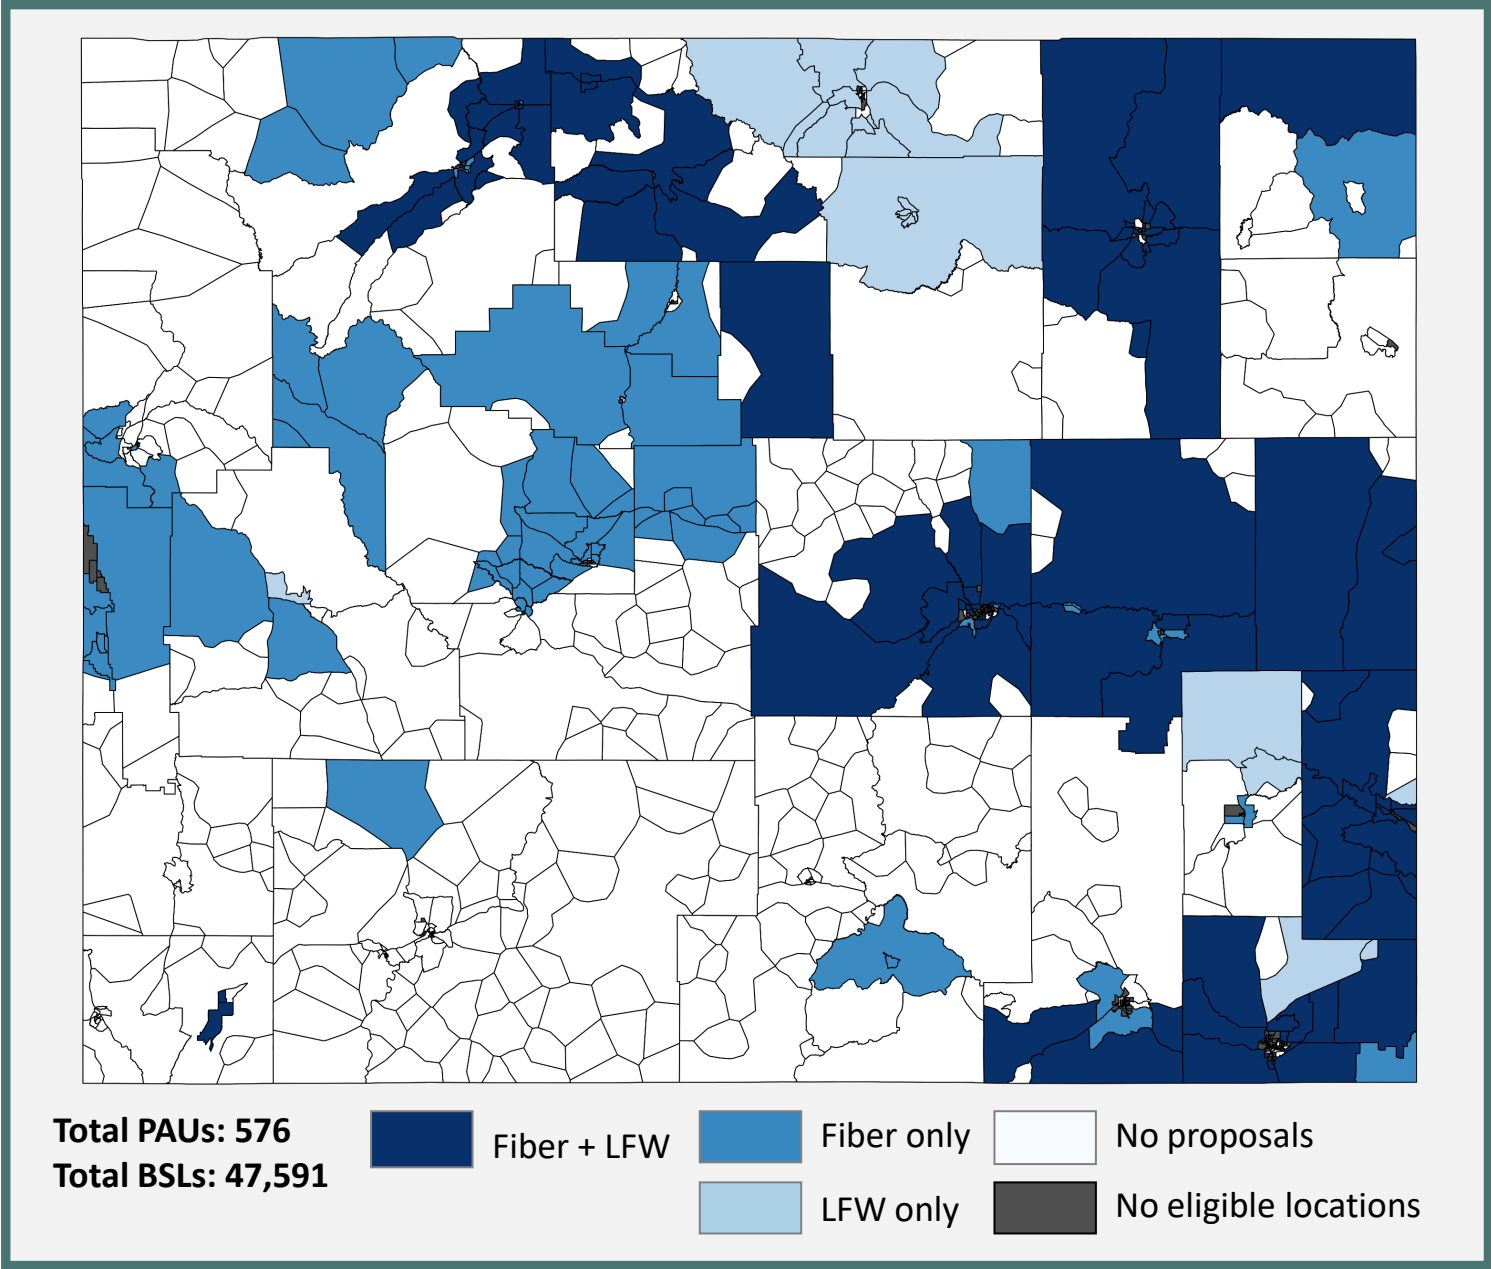 Total PAUs: 576
Total BSLs: 47,591
Fiber + LFW
Fiber only
No proposals
LFW only
No eligible locations